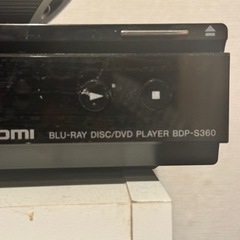 DMI BLU-RAY DISC/DVD PLAYER BDP-S360